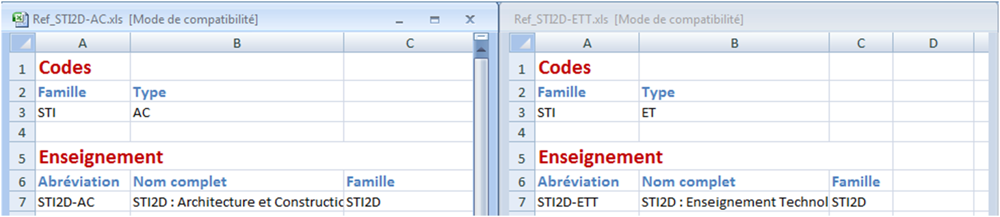 Ref_STI2D-AC.xls [Mode de compatibilité]
A B C
1 Codes
2 Famille Type
3 STI AC
4
5 Enseignement
6 Abréviation Nom complet Famille
7 STI2D-AC STI2D : Architecture et Constructic STI2D
Ref_STI2D-ETT.xls [Mode de compatibilité]
A B C D
1 Codes
2 Famille Type
3 STI ET
4
5 Enseignement
6 Abréviation Nom complet Famille
7 STI2D-ETT STI2D : Enseignement Technol STI2D